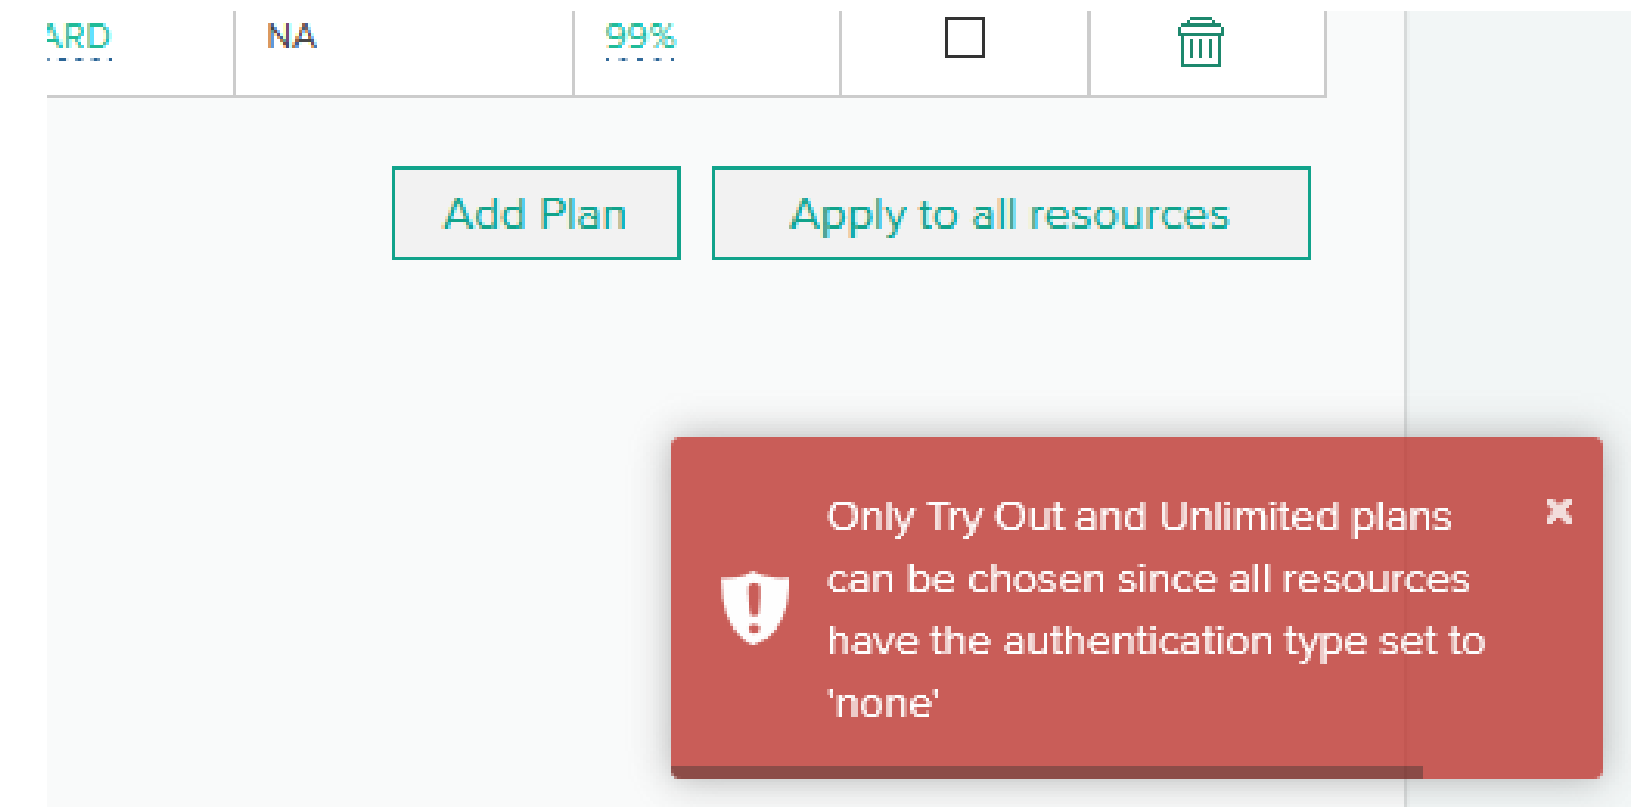 ARD NA 99%
Add Plan Apply to all resources
Only Try Out and Unlimited plans
can be chosen since all resources
have the authentication type set to
'none'